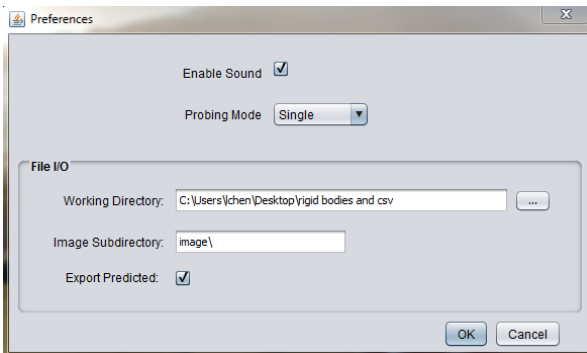 Preferences
Enable Sound
Probing Mode Single
File I/O
Working Directory: C:\Users\lchen\Desktop\rigid bodies and csv ...
Image Subdirectory: image\
Export Predicted:
OK Cancel